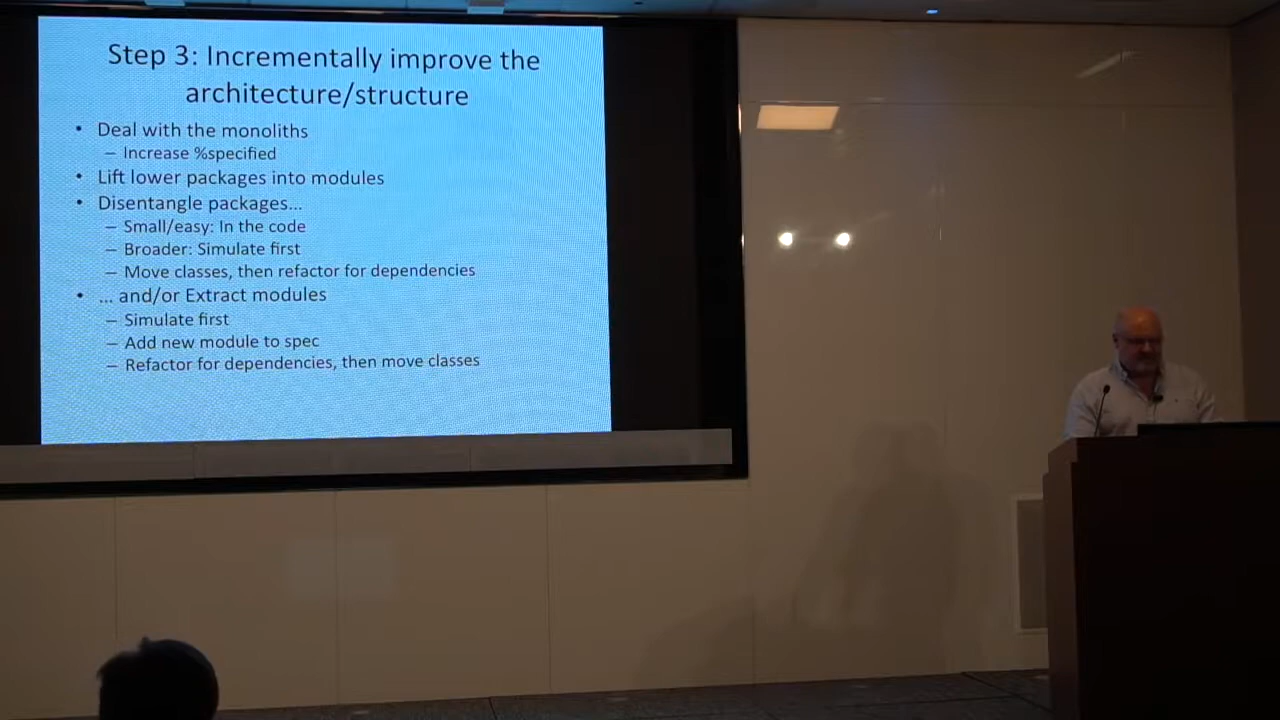 Step 3: Incrementally improve the
architecture/structure
• Deal with the monoliths
– Increase %specified
• Lift lower packages into modules
• Disentangle packages...
– Small/easy: In the code
– Broader: Simulate first
– Move classes, then refactor for dependencies
• ... and/or Extract modules
– Simulate first
– Add new module to spec
– Refactor for dependencies, then move classes